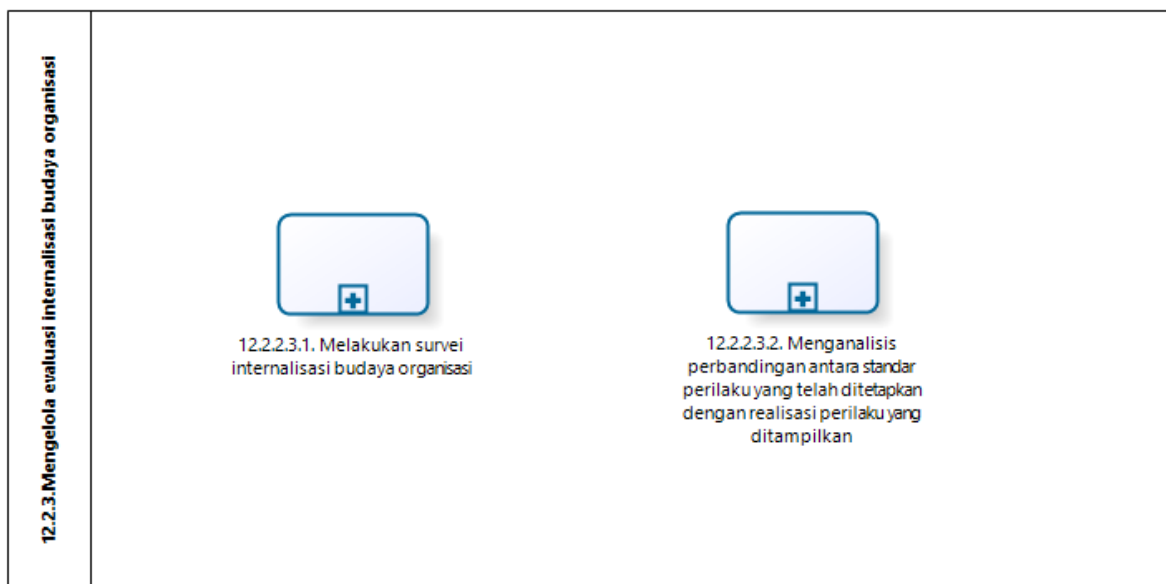 12.2.3.Mengelola evaluasi internalisasi budaya organisasi
12.2.2.3.1. Melakukan survei
internalisasi budaya organisasi
12.2.2.3.2. Menganalisis
perbandingan antara standar
perilaku yang telah ditetapkan
dengan realisasi perilaku yang
ditampilkan